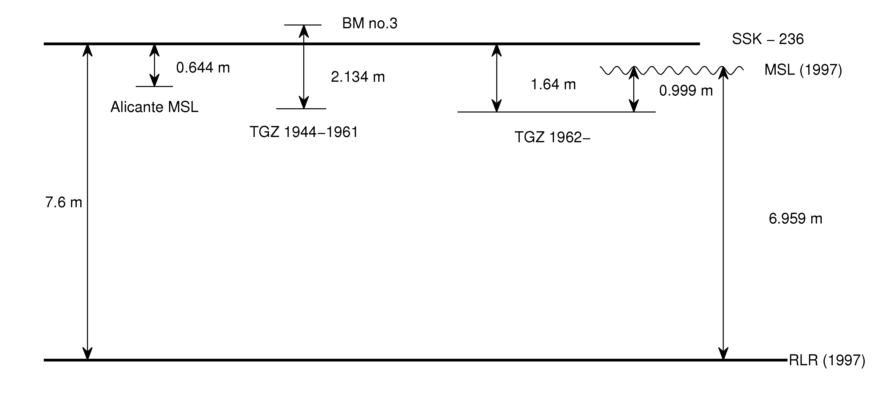 BM no.3
SSK – 236
0.644 m
2.134 m
1.64 m
MSL (1997)
0.999 m
Alicante MSL
TGZ 1944–1961
TGZ 1962–
7.6 m
6.959 m
RLR (1997)